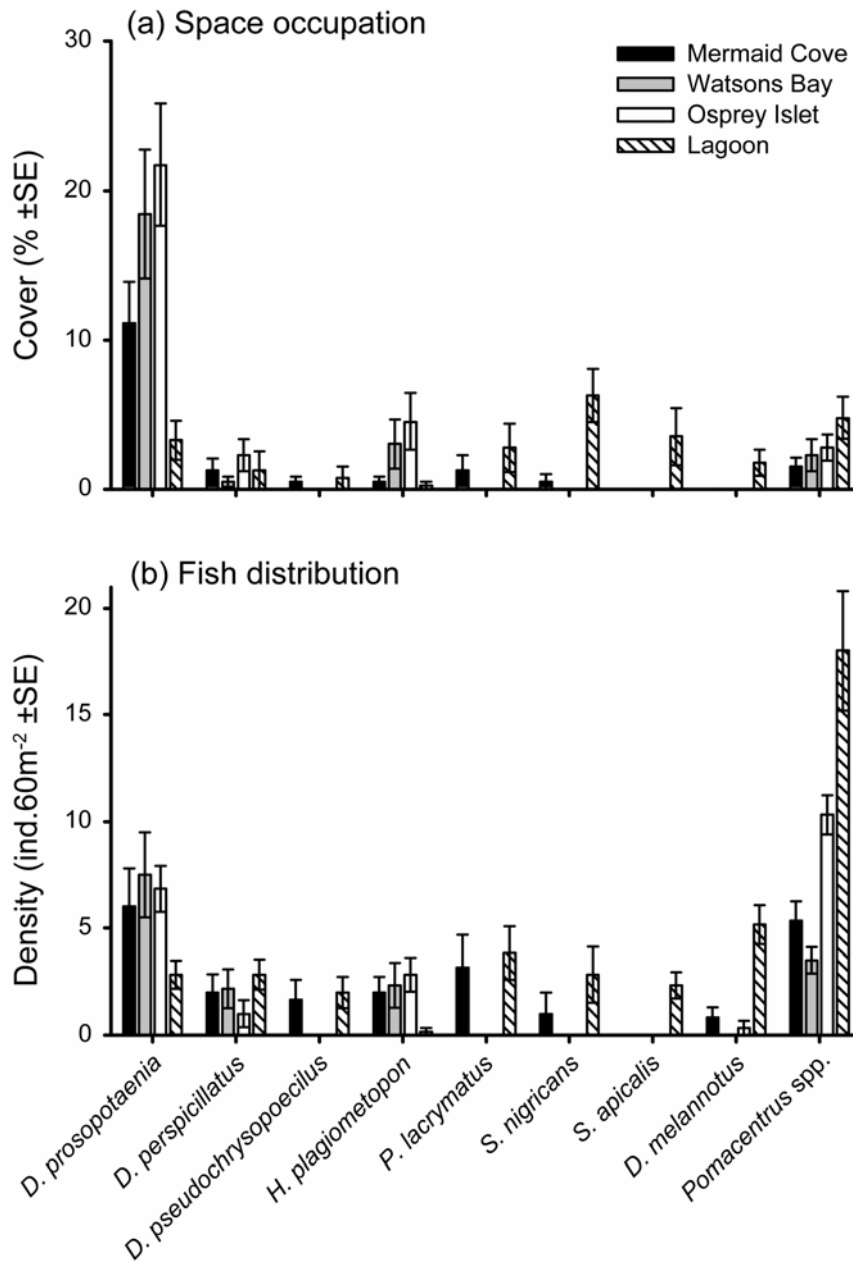 (a) Space occupation
Mermaid Cove
Watsons Bay
Osprey Islet
Lagoon
Cover (% ±SE)
30
20
10
0
(b) Fish distribution
Density (ind.60m⁻² ±SE)
20
15
10
5
0
D. prosopotaenia
D. perspicillatus
D. pseudochrysopoecilus
H. plagiometopon
P. lacrymatus
S. nigricans
S. apicalis
D. melannotus
Pomacentrus spp.